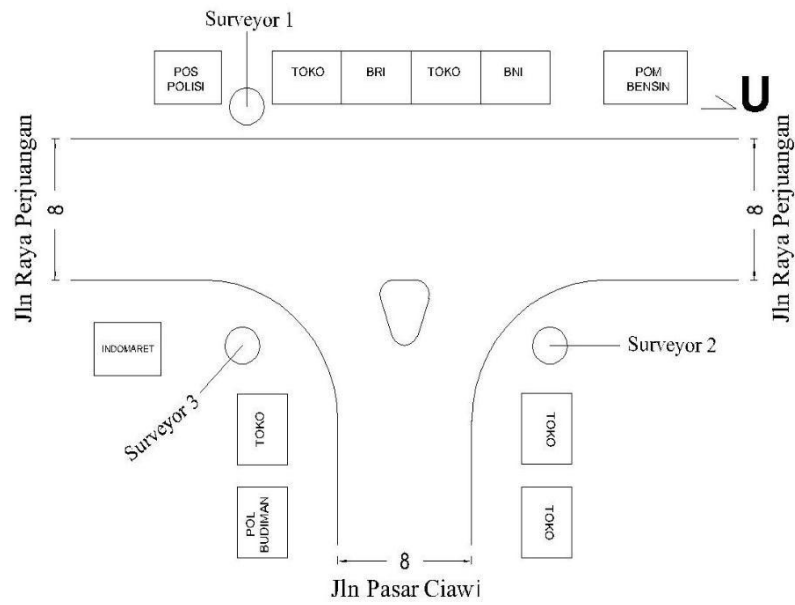 Surveyor 1
POS
POLISI
TOKO
BRI
TOKO
BNI
POM
BENSIN
U
Jln Raya Perjuangan
8
8
Jln Raya Perjuangan
INDOMARET
Surveyor 3
Surveyor 2
TOKO
TOKO
POL
BUDIMAN
TOKO
8
Jln Pasar Ciawi